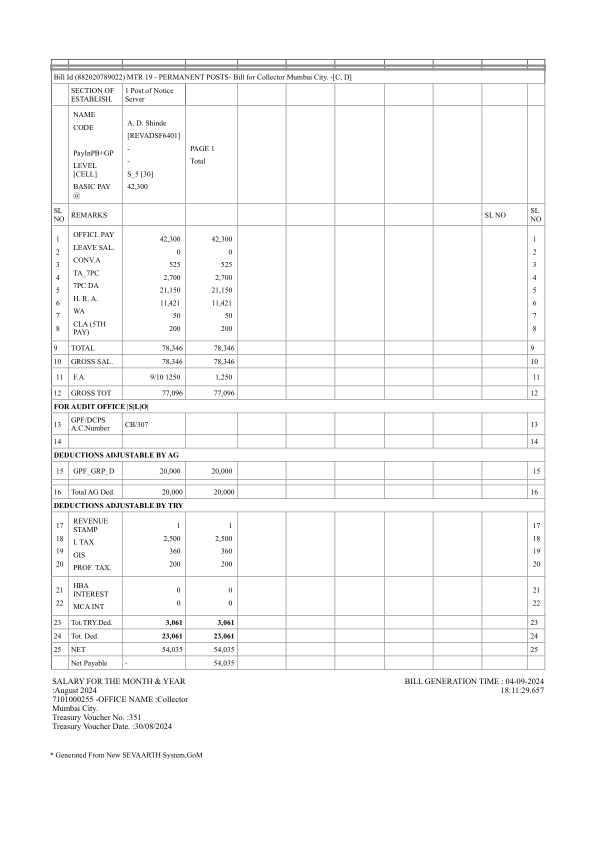 Bill Id (882020789022) MTR 19 - PERMANENT POSTS- Bill for Collector Mumbai City. -[C, D]
SECTION OF ESTABLISH. 1 Post of Notice Server
NAME A. D. Shinde
CODE [REVADSF6401]
PayInPB+GP - PAGE 1
LEVEL [CELL] - Total
S_5 [30]
BASIC PAY @ 42,300
SL NO REMARKS SL NO SL NO
1 OFFICI. PAY 42,300 42,300 1
2 LEAVE SAL. 0 0 2
3 CONV.A 525 525 3
4 TA_7PC 2,700 2,700 4
5 7PC DA 21,150 21,150 5
6 H. R. A. 11,421 11,421 6
7 WA 50 50 7
8 CLA (5TH PAY) 200 200 8
9 TOTAL 78,346 78,346 9
10 GROSS SAL. 78,346 78,346 10
11 F.A 9/10 1250 1,250 11
12 GROSS TOT 77,096 77,096 12
FOR AUDIT OFFICE |S|L|O|
13 GPF/DCPS A.C.Number CB/307 13
14 14
DEDUCTIONS ADJUSTABLE BY AG
15 GPF_GRP_D 20,000 20,000 15
16 Total AG Ded. 20,000 20,000 16
DEDUCTIONS ADJUSTABLE BY TRY
17 REVENUE STAMP 1 1 17
18 I. TAX 2,500 2,500 18
19 GIS 360 360 19
20 PROF. TAX. 200 200 20
21 HBA INTEREST 0 0 21
22 MCA INT 0 0 22
23 Tot.TRY.Ded. 3,061 3,061 23
24 Tot. Ded. 23,061 23,061 24
25 NET 54,035 54,035 25
Net Payable - 54,035
SALARY FOR THE MONTH & YEAR
:August 2024
7101000255 -OFFICE NAME :Collector
Mumbai City.
Treasury Voucher No. :351
Treasury Voucher Date. :30/08/2024
BILL GENERATION TIME : 04-09-2024
18:11:29.657
* Generated From New SEVAARTH System,GoM